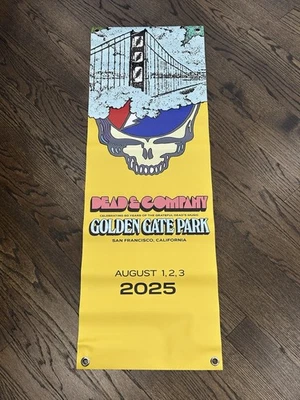 DEAD & COMPANY
CELEBRATING 60 YEARS OF THE GRATEFUL DEAD'S MUSIC
GOLDEN GATE PARK
SAN FRANCISCO, CALIFORNIA
AUGUST 1, 2, 3
2025